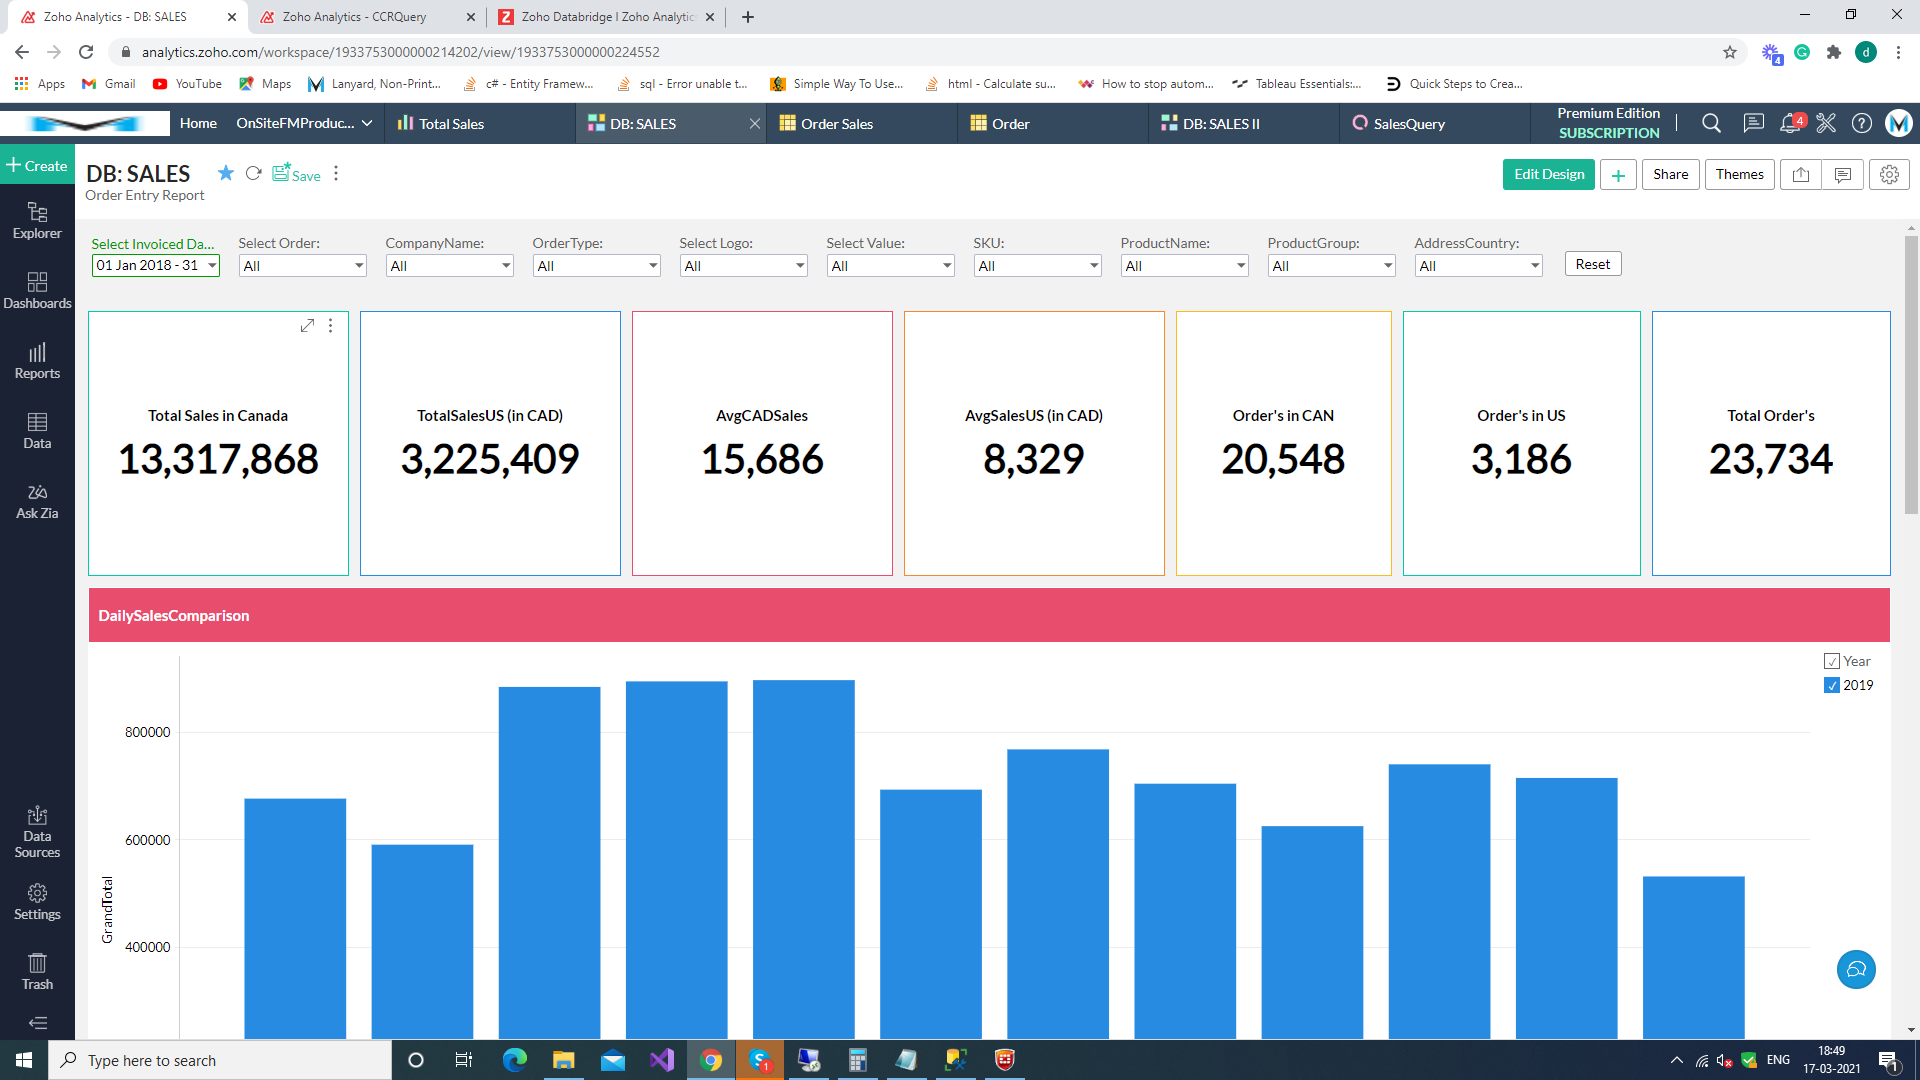 Zoho Analytics - DB: SALES
Zoho Analytics - CCRQuery
Zoho Databridge l Zoho Analytic
analytics.zoho.com/workspace/1933753000000214202/view/1933753000000224552
4
d
Apps
Gmail
YouTube
Maps
Lanyard, Non-Print...
c# - Entity Framew...
sql - Error unable t...
Simple Way To Use...
html - Calculate su...
How to stop autom...
Tableau Essentials:...
Quick Steps to Crea...
Home
OnSiteFMProduc...
Total Sales
DB: SALES
Order Sales
Order
DB: SALES II
SalesQuery
Premium Edition
SUBSCRIPTION
4
+ Create
DB: SALES
Save
Order Entry Report
Edit Design
+
Share
Themes
Explorer
Dashboards
Reports
Data
Ask Zia
Data
Sources
Settings
Trash
Select Invoiced Da...
Select Order:
CompanyName:
OrderType:
Select Logo:
Select Value:
SKU:
ProductName:
ProductGroup:
AddressCountry:
01 Jan 2018 - 31
All
All
All
All
All
All
All
All
All
Reset
Total Sales in Canada
13,317,868
TotalSalesUS (in CAD)
3,225,409
AvgCADSales
15,686
AvgSalesUS (in CAD)
8,329
Order's in CAN
20,548
Order's in US
3,186
Total Order's
23,734
DailySalesComparison
Year
2019
800000
600000
400000
GrandTotal
Type here to search
1
ENG
18:49
17-03-2021
1